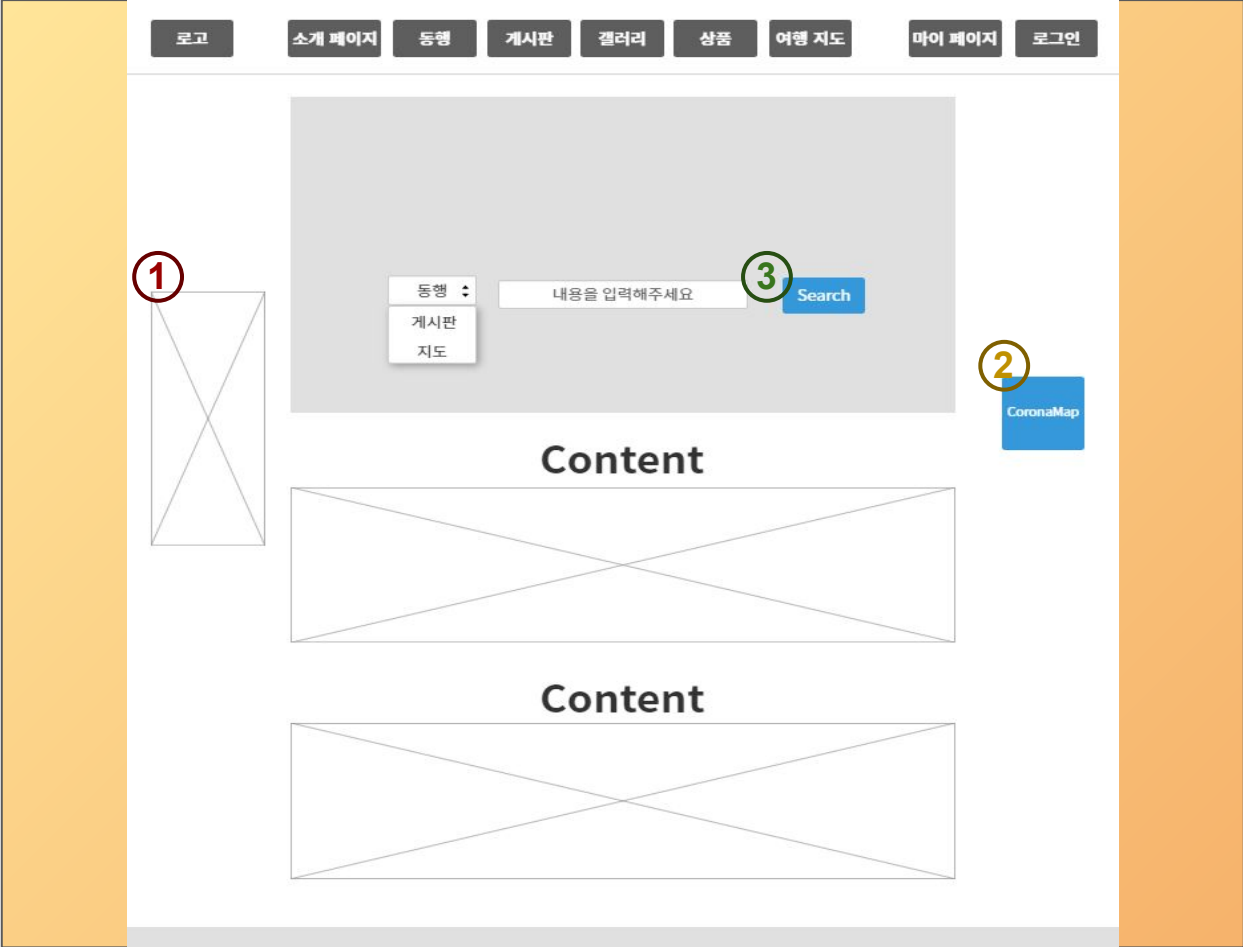 로고
소개 페이지
동행
게시판
갤러리
상품
여행 지도
마이 페이지
로그인
1
동행
내용을 입력해주세요
3
Search
게시판
지도
2
CoronaMap
Content
Content